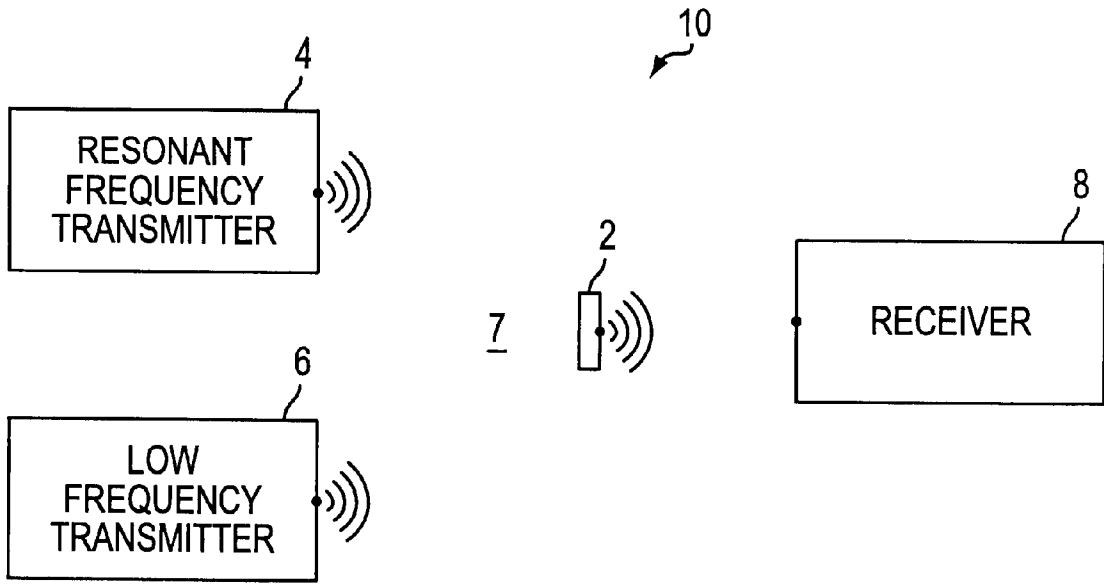 10
4
RESONANT
FREQUENCY
TRANSMITTER
8
2
RECEIVER
7
6
LOW
FREQUENCY
TRANSMITTER